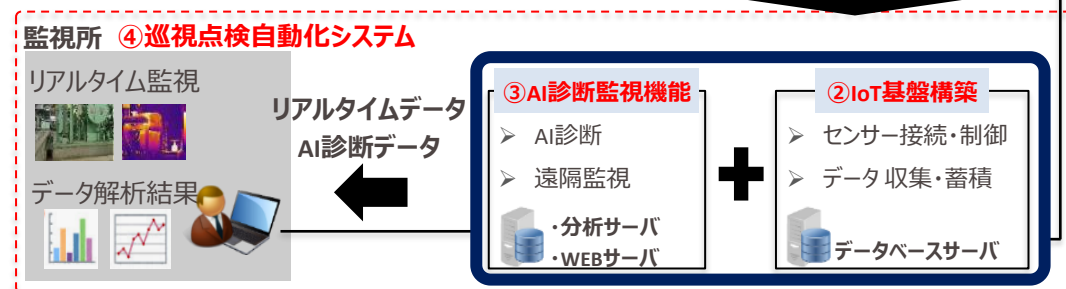 監視所 ④巡視点検自動化システム
リアルタイム監視
データ解析結果
リアルタイムデータ
AI診断データ
③AI診断監視機能
➢ AI診断
➢ 遠隔監視
・分析サーバ
・WEBサーバ
②IoT基盤構築
➢ センサー接続・制御
➢ データ収集・蓄積
データベースサーバ